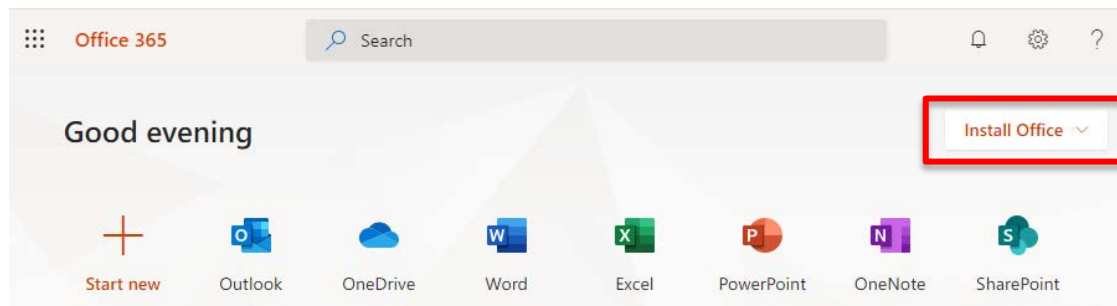 Office 365
Search
?
Good evening
Install Office
Start new
Outlook
OneDrive
Word
Excel
PowerPoint
OneNote
SharePoint